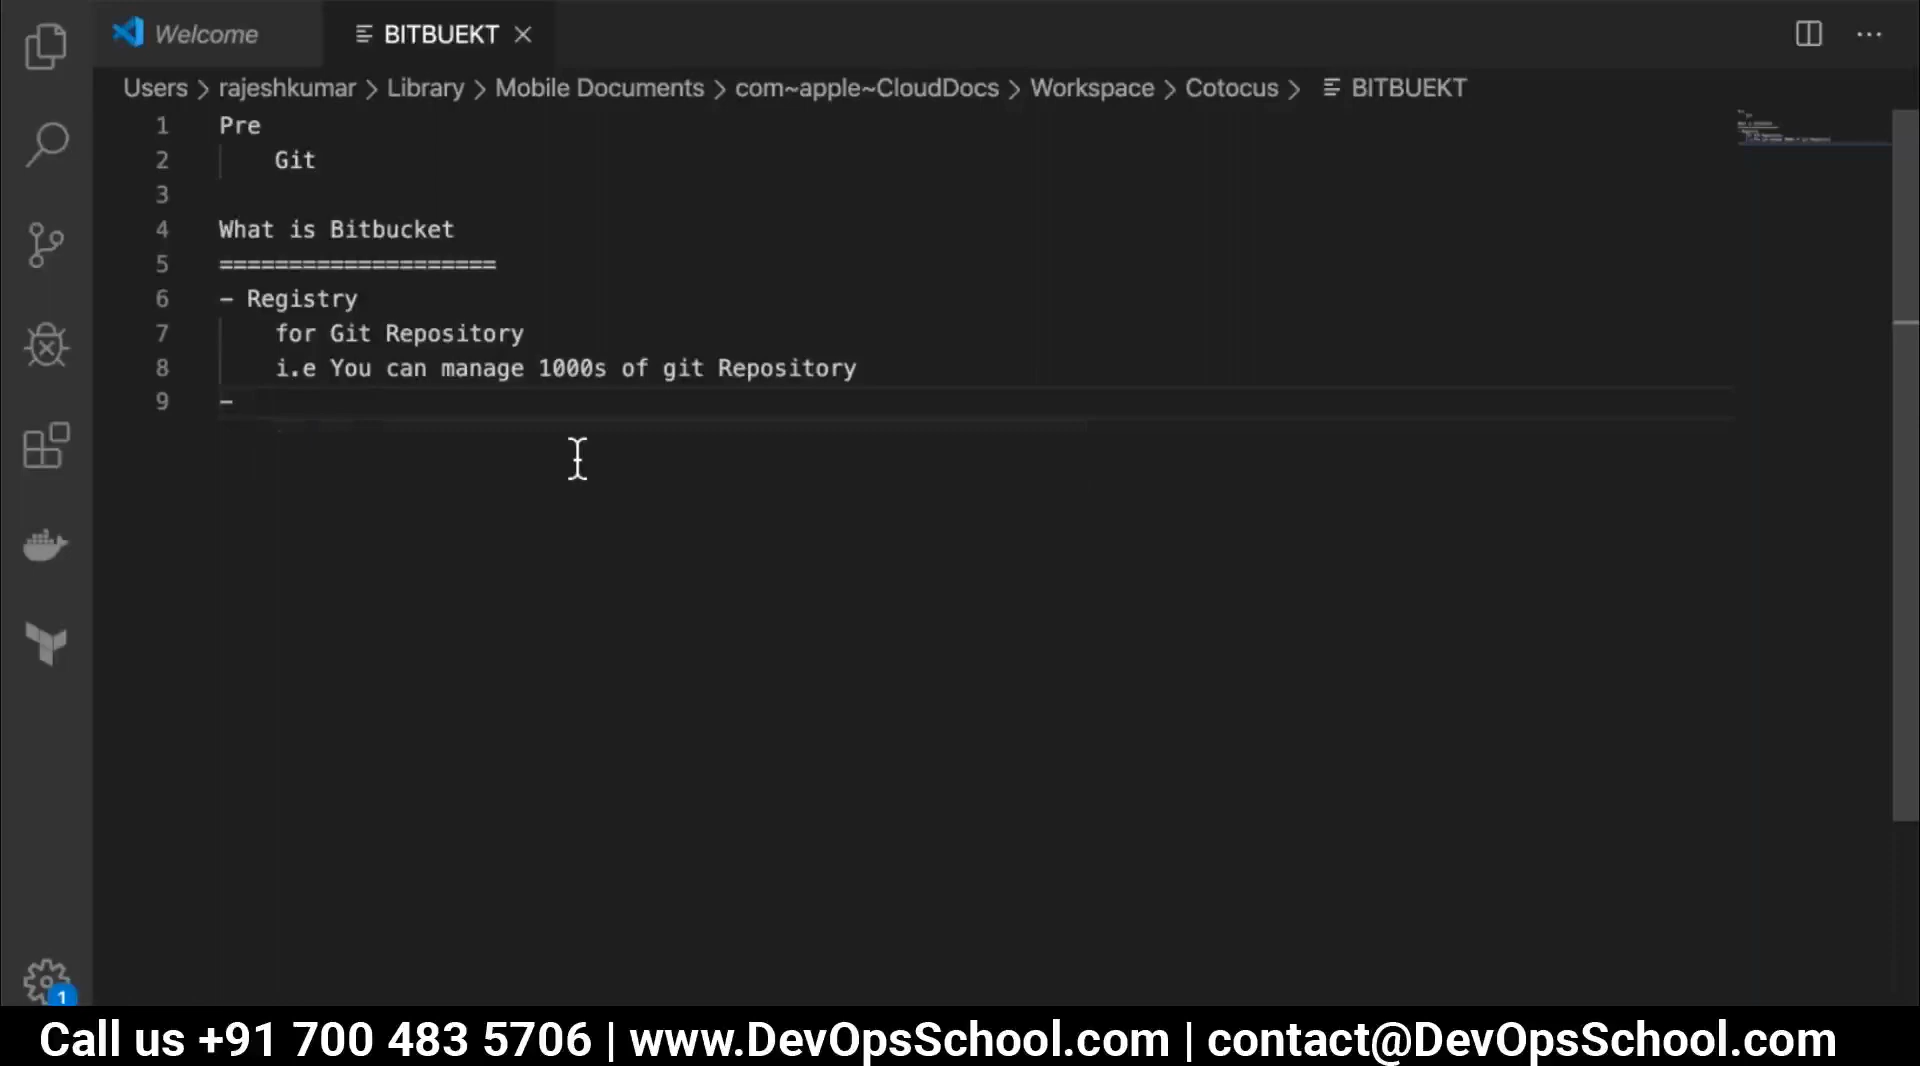 Welcome
BITBUEKT
Users > rajeshkumar > Library > Mobile Documents > com~apple~CloudDocs > Workspace > Cotocus > BITBUEKT
1 Pre
2 Git
3
4 What is Bitbucket
5 ====================
6 - Registry
7 for Git Repository
8 i.e You can manage 1000s of git Repository
9 -
1
Call us +91 700 483 5706 | www.DevOpsSchool.com | contact@DevOpsSchool.com